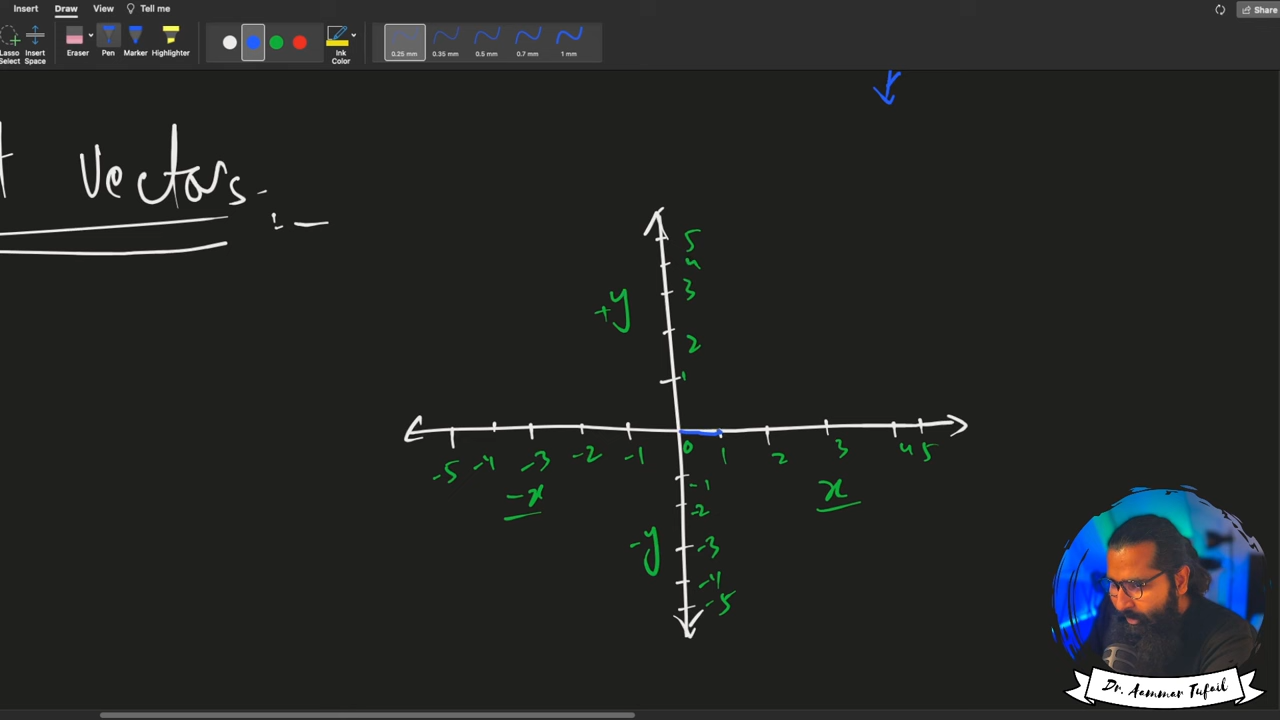 Insert Draw View Tell me
Share
Lasso Select
Insert Space
Eraser
Pen
Marker
Highlighter
Ink Color
0.25 mm
0.35 mm
0.5 mm
0.7 mm
1 mm
Vectors :-
5
4
3
+y
2
1
-5 -4 -3 -2 -1 0 1 2 3 4 5
-x
x
-1
-2
-y
-3
-4
-5
Dr. Aammar Tufail